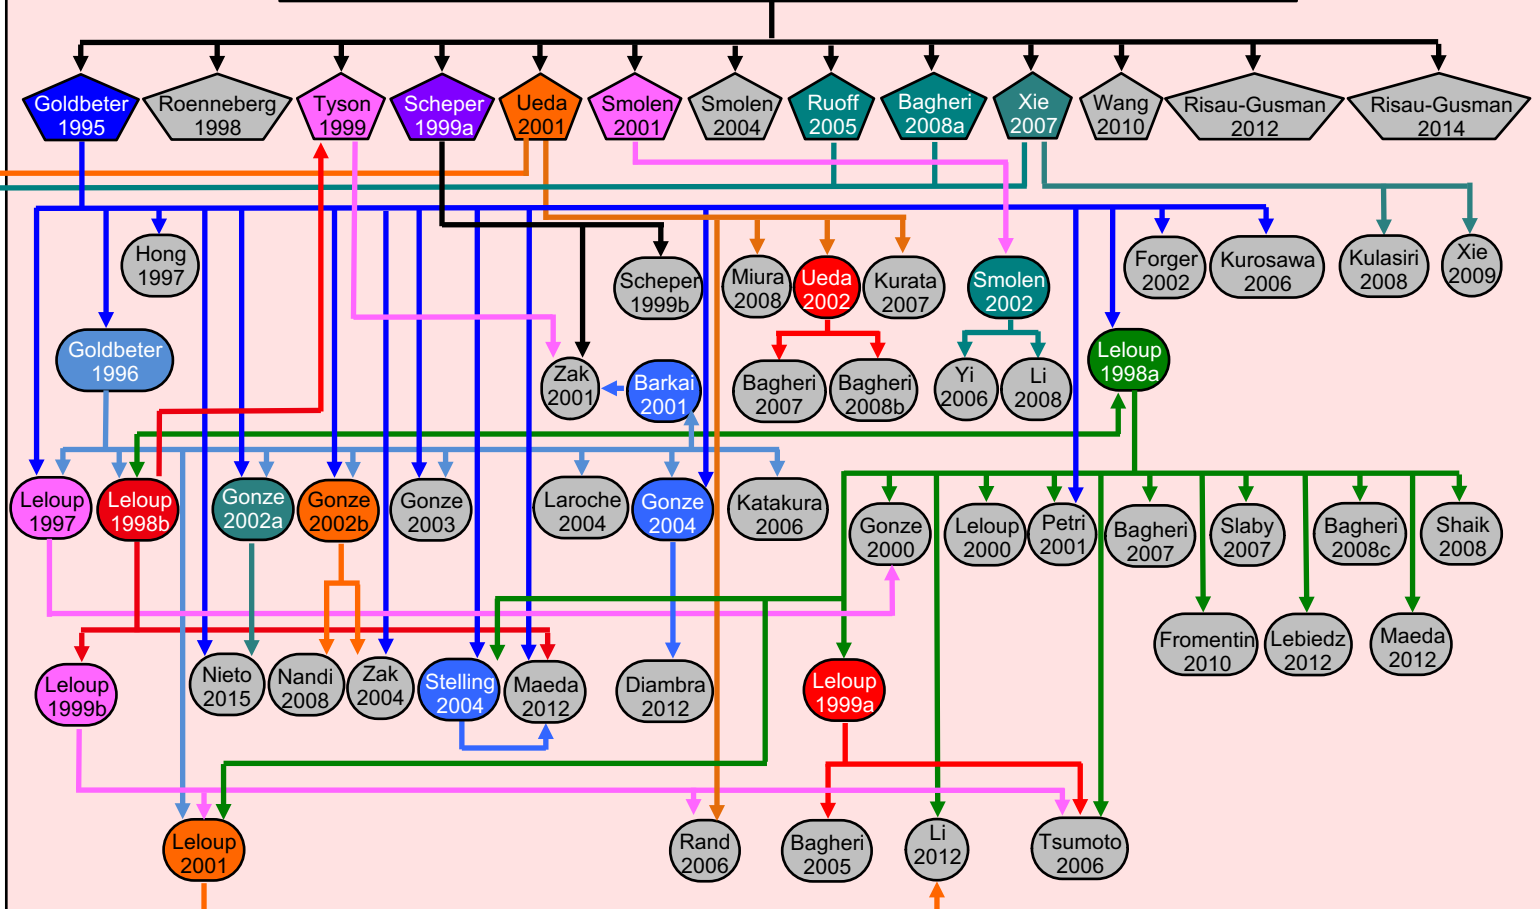 Goldbeter
1995
Roenneberg
1998
Tyson
1999
Scheper
1999a
Ueda
2001
Smolen
2001
Smolen
2004
Ruoff
2005
Bagheri
2008a
Xie
2007
Wang
2010
Risau-Gusman
2012
Risau-Gusman
2014
Hong
1997
Scheper
1999b
Miura
2008
Ueda
2002
Kurata
2007
Smolen
2002
Forger
2002
Kurosawa
2006
Kulasiri
2008
Xie
2009
Goldbeter
1996
Zak
2001
Barkai
2001
Bagheri
2007
Bagheri
2008b
Yi
2006
Li
2008
Leloup
1998a
Leloup
1997
Leloup
1998b
Gonze
2002a
Gonze
2002b
Gonze
2003
Laroche
2004
Gonze
2004
Katakura
2006
Gonze
2000
Leloup
2000
Petri
2001
Bagheri
2007
Slaby
2007
Bagheri
2008c
Shaik
2008
Fromentin
2010
Lebiedz
2012
Maeda
2012
Leloup
1999b
Nieto
2015
Nandi
2008
Zak
2004
Stelling
2004
Maeda
2012
Diambra
2012
Leloup
1999a
Leloup
2001
Rand
2006
Bagheri
2005
Li
2012
Tsumoto
2006